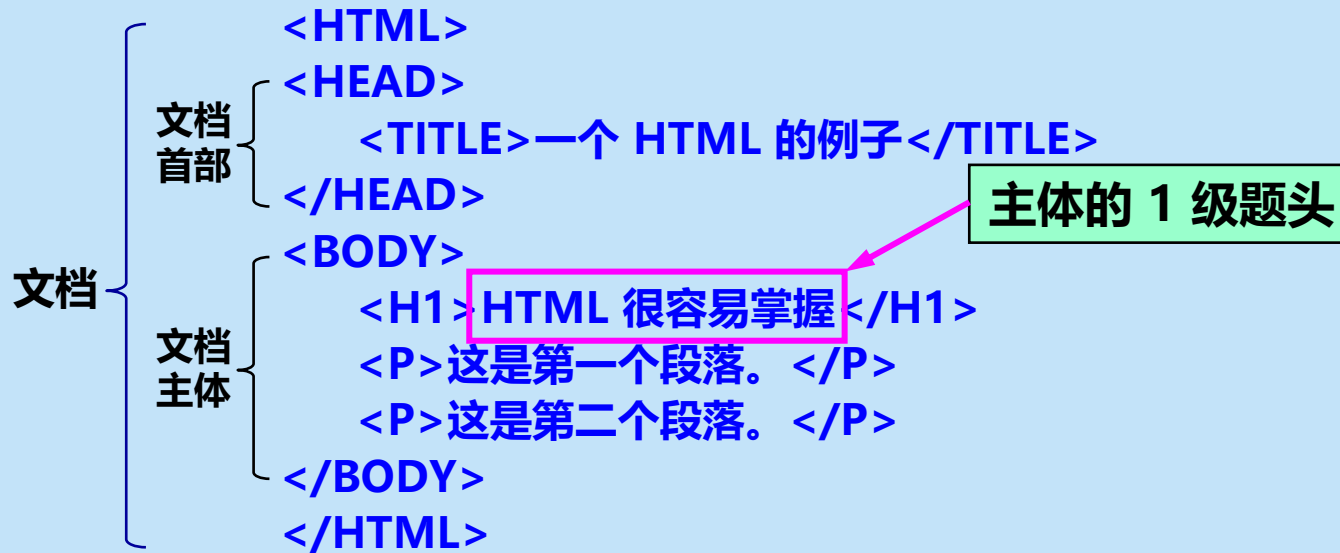 <HTML>
<HEAD>
文档
首部
<TITLE>一个 HTML 的例子</TITLE>
</HEAD>
主体的 1 级题头
<BODY>
文档
<H1>HTML 很容易掌握</H1>
文档
主体
<P>这是第一个段落。</P>
<P>这是第二个段落。</P>
</BODY>
</HTML>